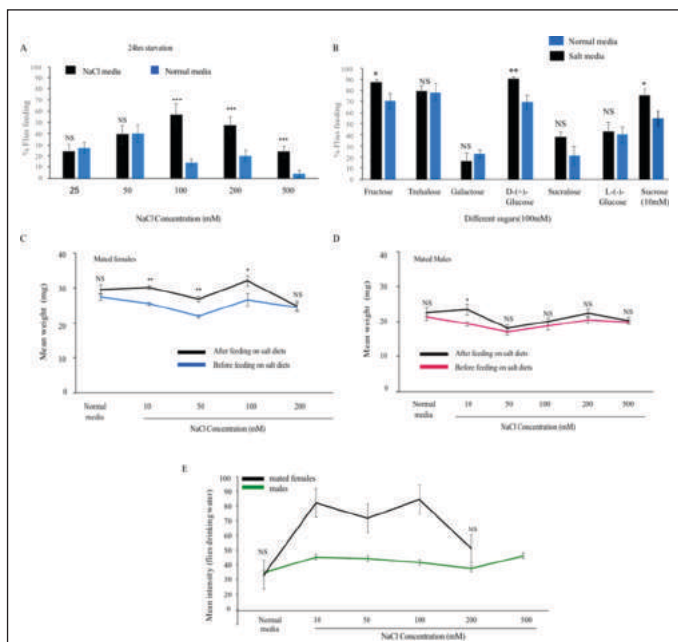 A
24hrs starvation
NaCl media
Normal media
% Flies feeding
100
90
80
70
60
50
40
30
20
10
0
NS
NS
***
***
***
25
50
100
200
500
NaCl Concentration (mM)
B
Normal media
Salt media
% Flies feeding
100
90
80
70
60
50
40
30
20
10
0
*
NS
NS
**
NS
NS
*
Fructose
Trehalose
Galactose
D-(+)-
Glucose
Sucralose
L-(-)-
Glucose
Sucrose
(10mM)
Different sugars(100mM)
C
Mated females
Mean weight (mg)
40
30
20
10
0
NS
**
**
*
NS
After feeding on salt diets
Before feeding on salt diets
Normal
media
10
50
100
200
NaCl Concentration (mM)
D
Mated Males
Mean weight (mg)
40
30
20
10
0
NS
*
NS
NS
NS
NS
After feeding on salt diets
Before feeding on salt diets
Normal
media
10
50
100
200
500
NaCl Concentration (mM)
E
mated females
males
Mean intensity (flies drinking water)
100
90
80
70
60
50
40
30
20
10
0
NS
NS
Normal
media
10
50
100
200
500
NaCl Concentration (mM)